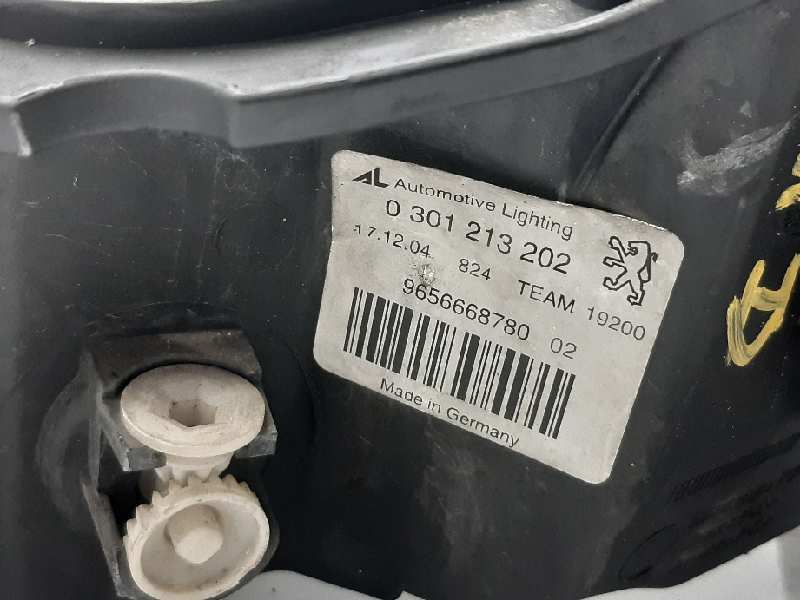 AL Automotive Lighting
0 301 213 202
17.12.04 824 TEAM 19200
9656668780 02
Made in Germany